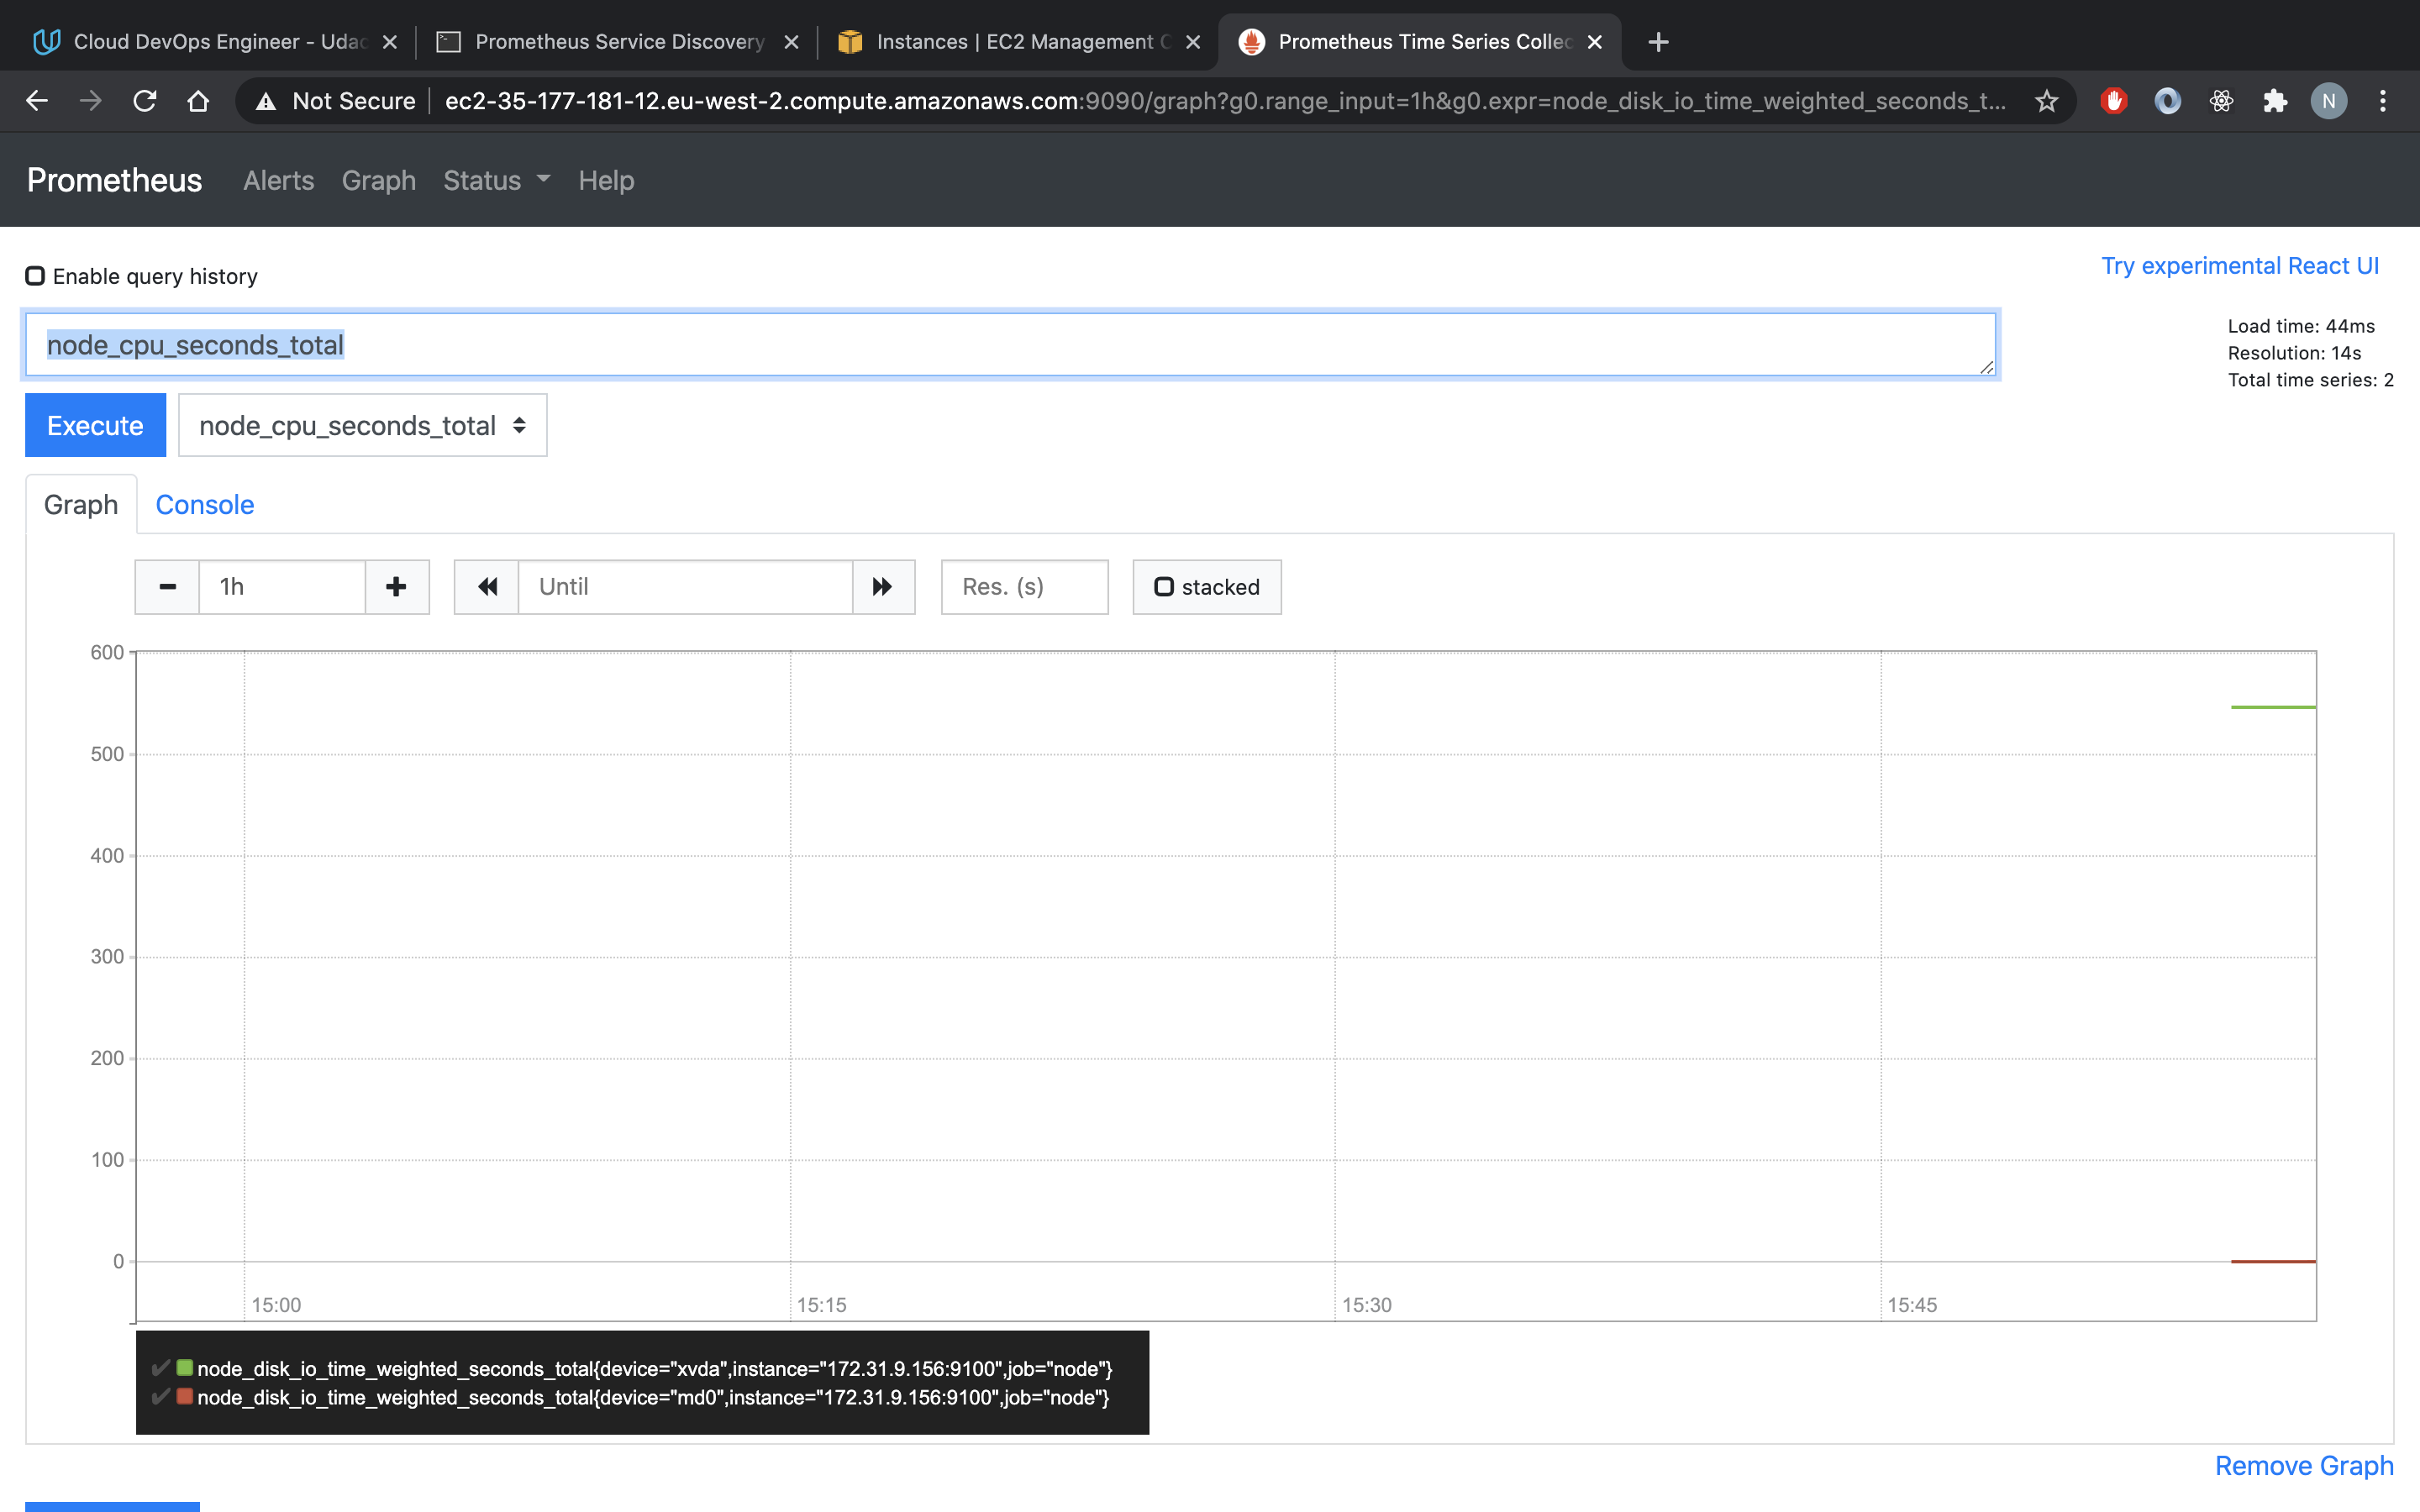 Cloud DevOps Engineer - Udac
Prometheus Service Discovery
Instances | EC2 Management C
Prometheus Time Series Collec
Not Secure
ec2-35-177-181-12.eu-west-2.compute.amazonaws.com:9090/graph?g0.range_input=1h&g0.expr=node_disk_io_time_weighted_seconds_t...
N
Prometheus Alerts Graph Status Help
Enable query history
Try experimental React UI
node_cpu_seconds_total
Load time: 44ms
Resolution: 14s
Total time series: 2
Execute
node_cpu_seconds_total
Graph Console
1h
Until
Res. (s)
stacked
600
500
400
300
200
100
0
15:00 15:15 15:30 15:45
node_disk_io_time_weighted_seconds_total{device="xvda",instance="172.31.9.156:9100",job="node"}
node_disk_io_time_weighted_seconds_total{device="md0",instance="172.31.9.156:9100",job="node"}
Remove Graph